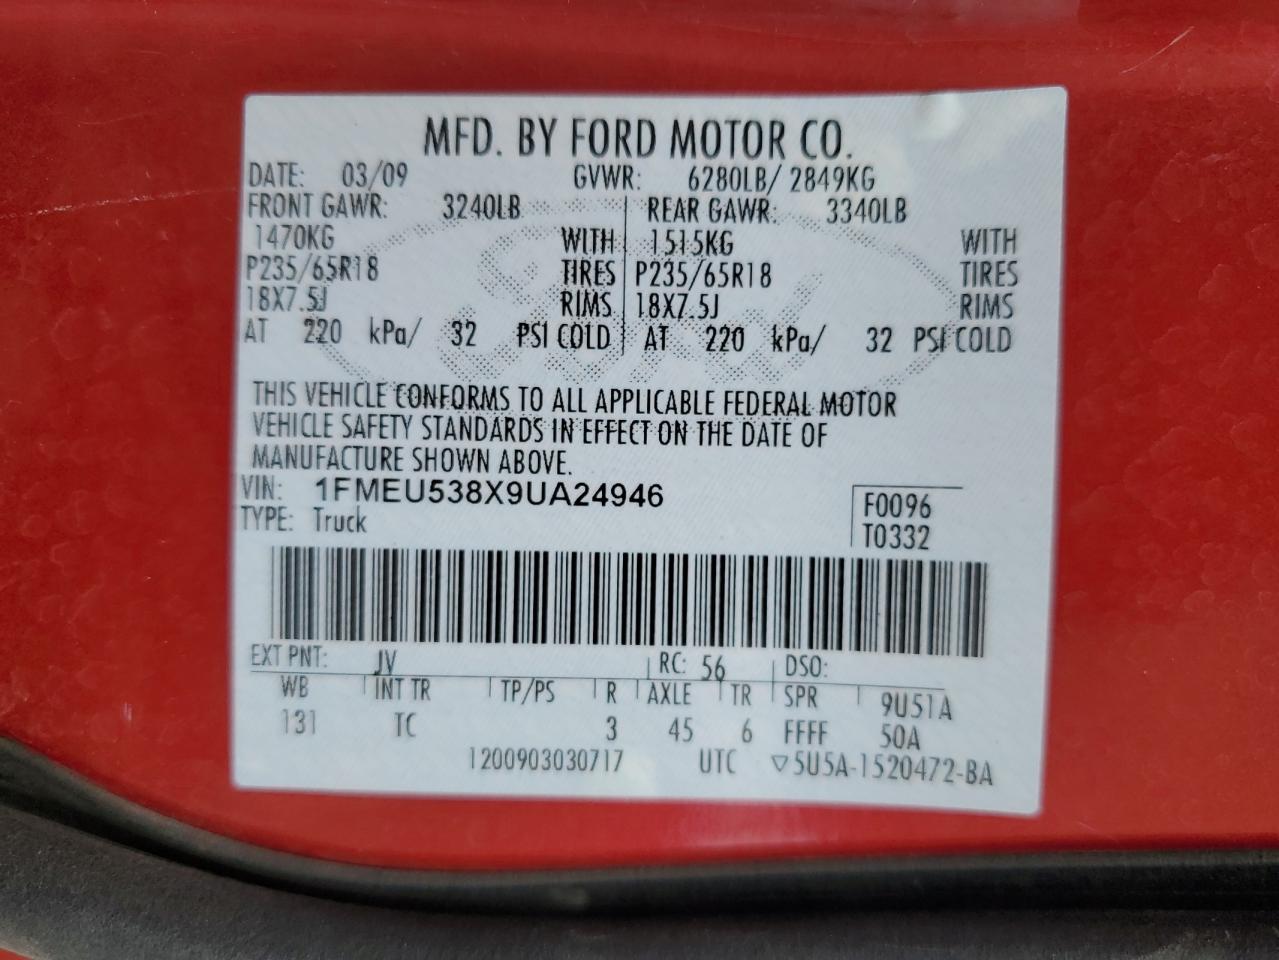 MFD. BY FORD MOTOR CO.
DATE: 03/09 GVWR: 6280LB/ 2849KG
FRONT GAWR: 3240LB REAR GAWR: 3340LB
1470KG WITH 1515KG WITH
P235/65R18 TIRES P235/65R18 TIRES
18X7.5J RIMS 18X7.5J RIMS
AT 220 kPa/ 32 PSI COLD AT 220 kPa/ 32 PSI COLD
THIS VEHICLE CONFORMS TO ALL APPLICABLE FEDERAL MOTOR
VEHICLE SAFETY STANDARDS IN EFFECT ON THE DATE OF
MANUFACTURE SHOWN ABOVE.
VIN: 1FMEU538X9UA24946 F0096
TYPE: Truck T0332
EXT PNT: JV RC: 56 DSO:
WB INT TR TP/PS R AXLE TR SPR 9U51A
131 TC 3 45 6 FFFF 50A
1200903030717 UTC ▽5U5A-1520472-BA